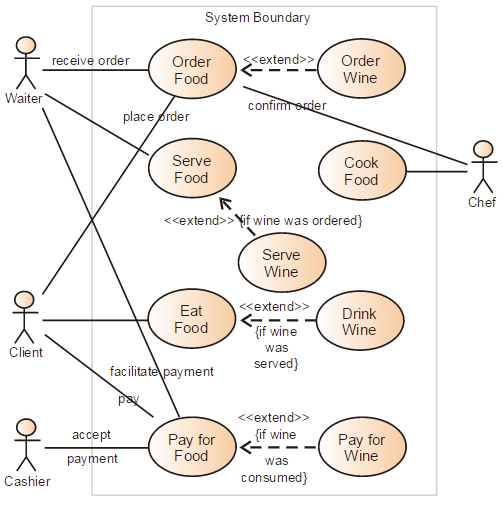 System Boundary
receive order
Order
Food
<<extend>>
Order
Wine
Waiter
place order
confirm order
Serve
Food
Cook
Food
Chef
<<extend>> {if wine was ordered}
Serve
Wine
Client
Eat
Food
<<extend>>
{if wine
was
served}
Drink
Wine
facilitate payment
pay
Cashier
accept
payment
Pay for
Food
<<extend>>
{if wine
was
consumed}
Pay for
Wine